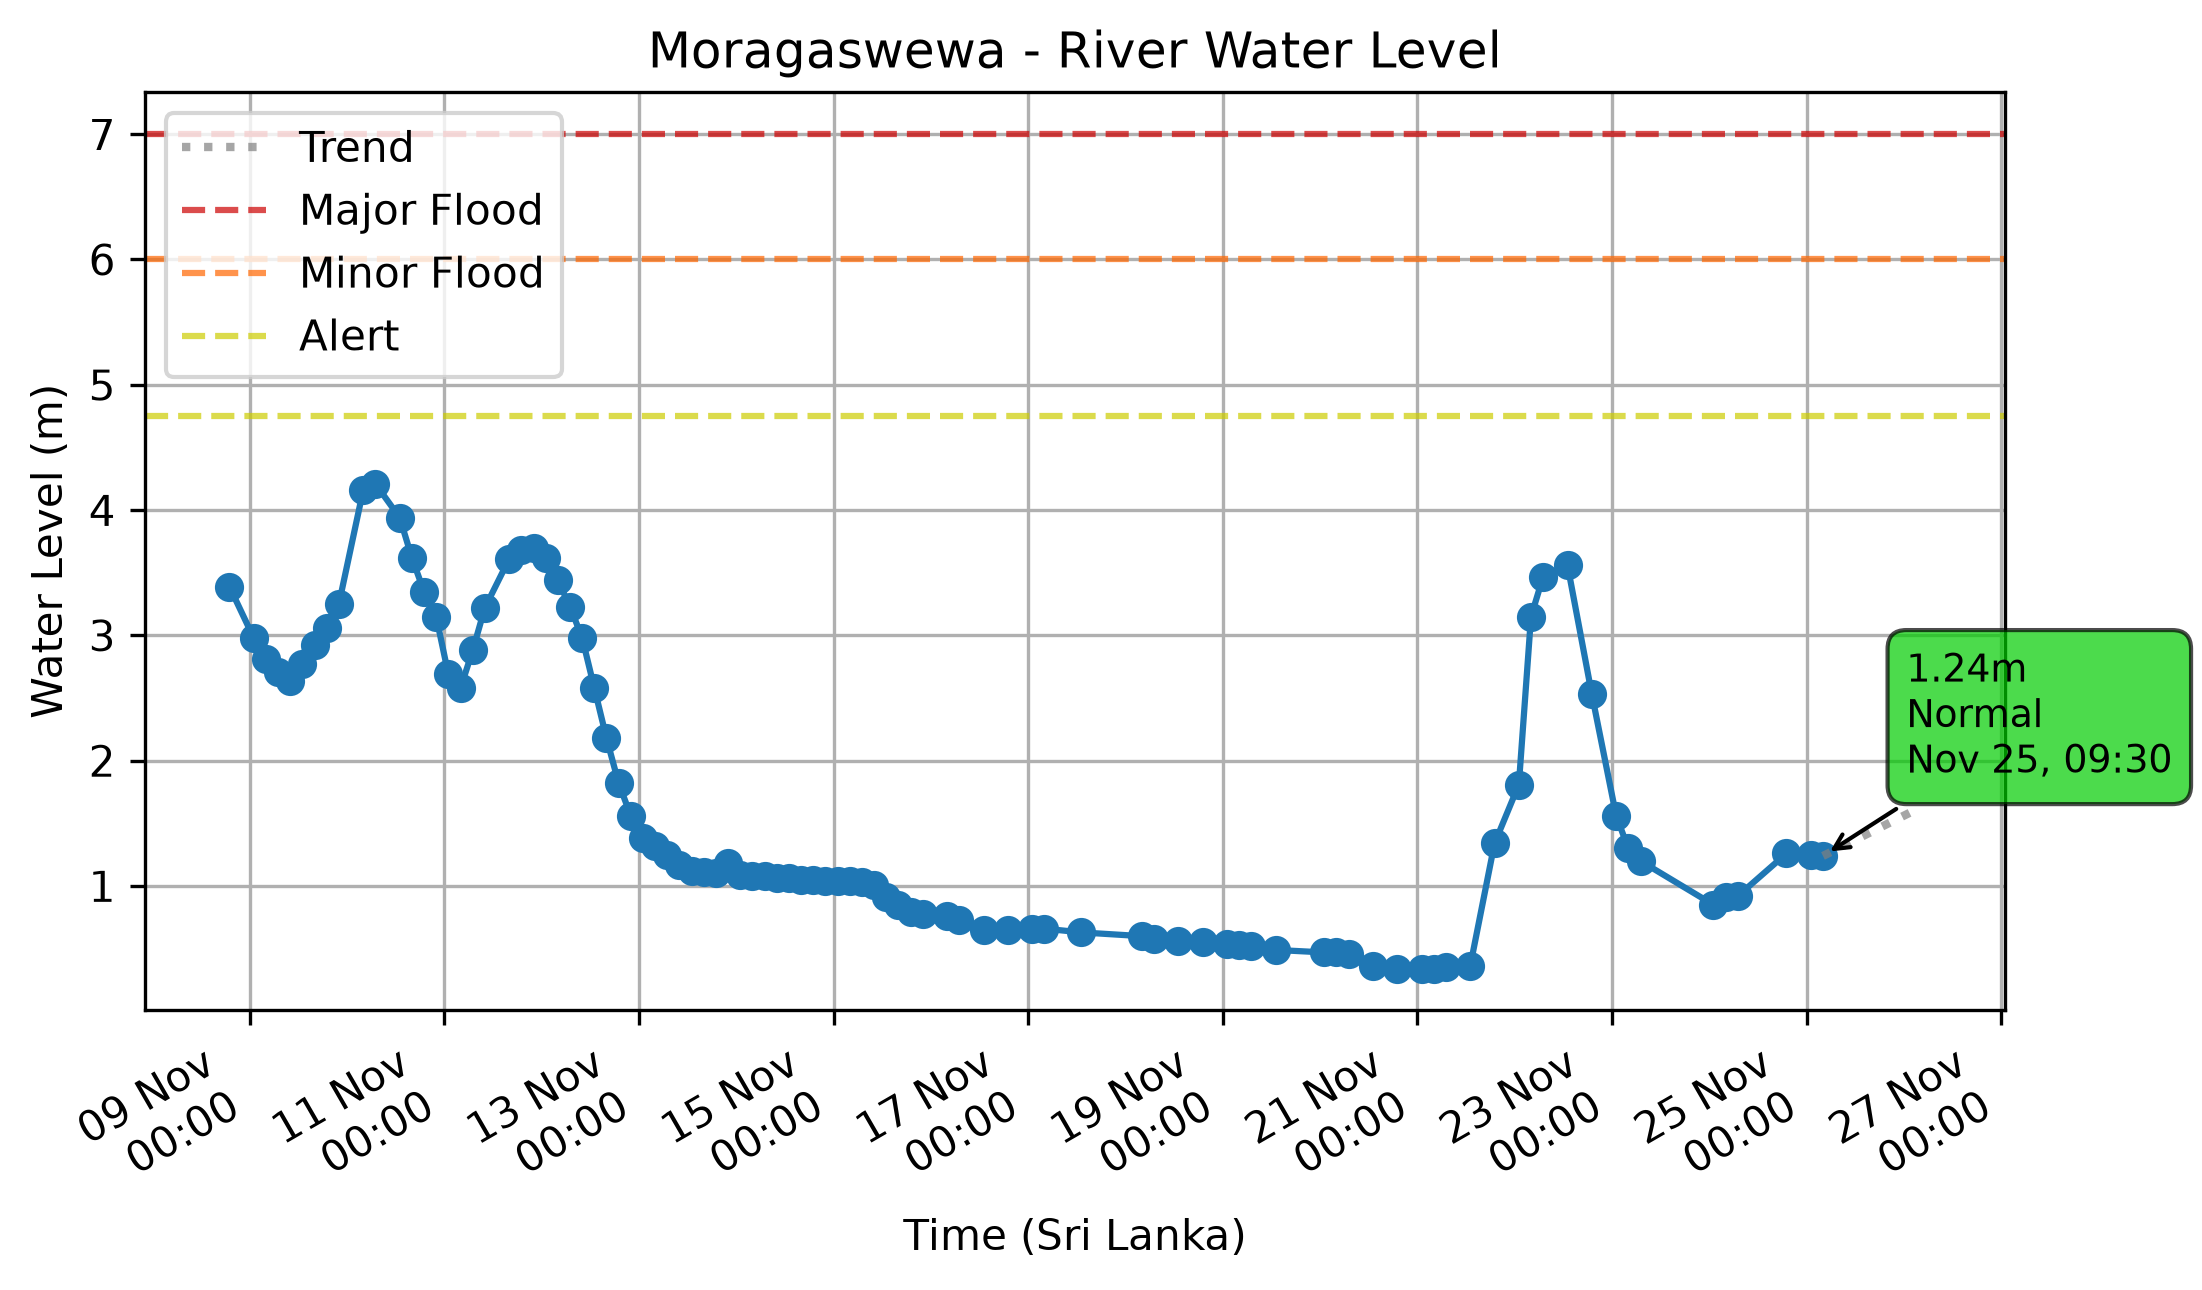 Moragaswewa - River Water Level
Trend
Major Flood
Minor Flood
Alert
7
6
5
4
3
2
1
Water Level (m)
1.24m
Normal
Nov 25, 09:30
09 Nov
00:00
11 Nov
00:00
13 Nov
00:00
15 Nov
00:00
17 Nov
00:00
19 Nov
00:00
21 Nov
00:00
23 Nov
00:00
25 Nov
00:00
27 Nov
00:00
Time (Sri Lanka)